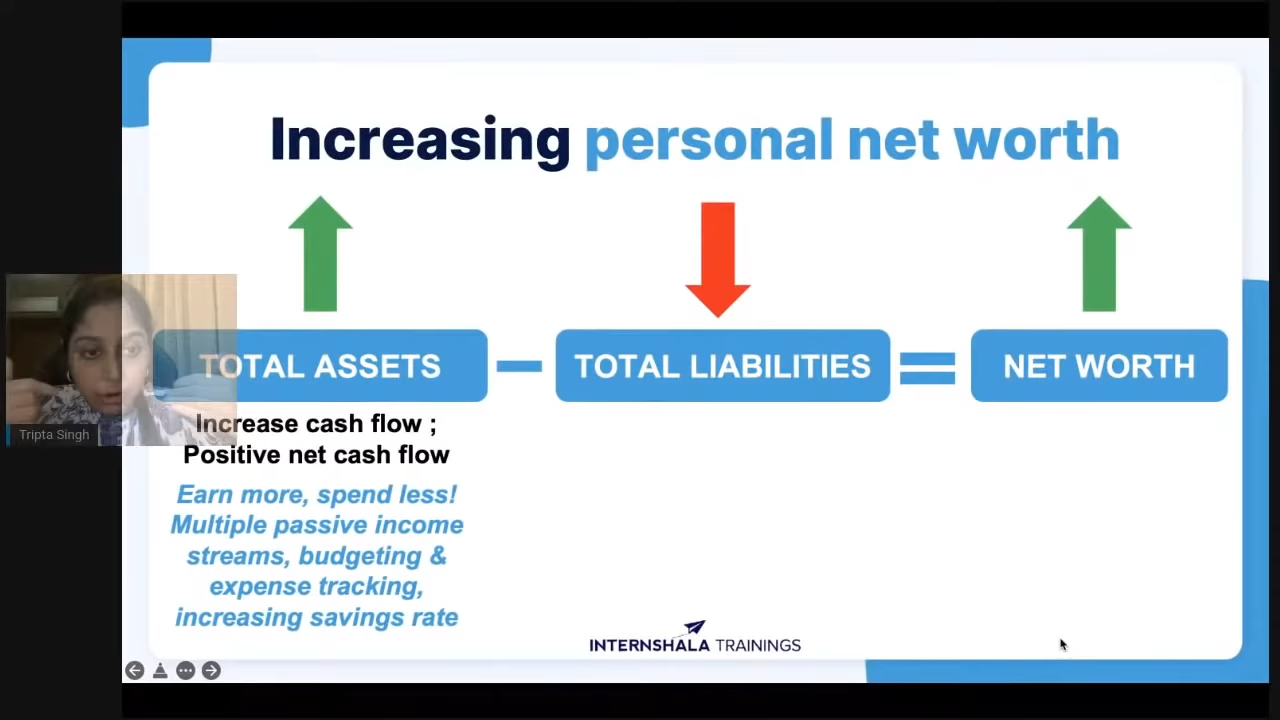 Increasing personal net worth
TOTAL ASSETS
TOTAL LIABILITIES
NET WORTH
Increase cash flow ;
Positive net cash flow
Earn more, spend less!
Multiple passive income
streams, budgeting &
expense tracking,
increasing savings rate
Tripta Singh
INTERNSHALA TRAININGS